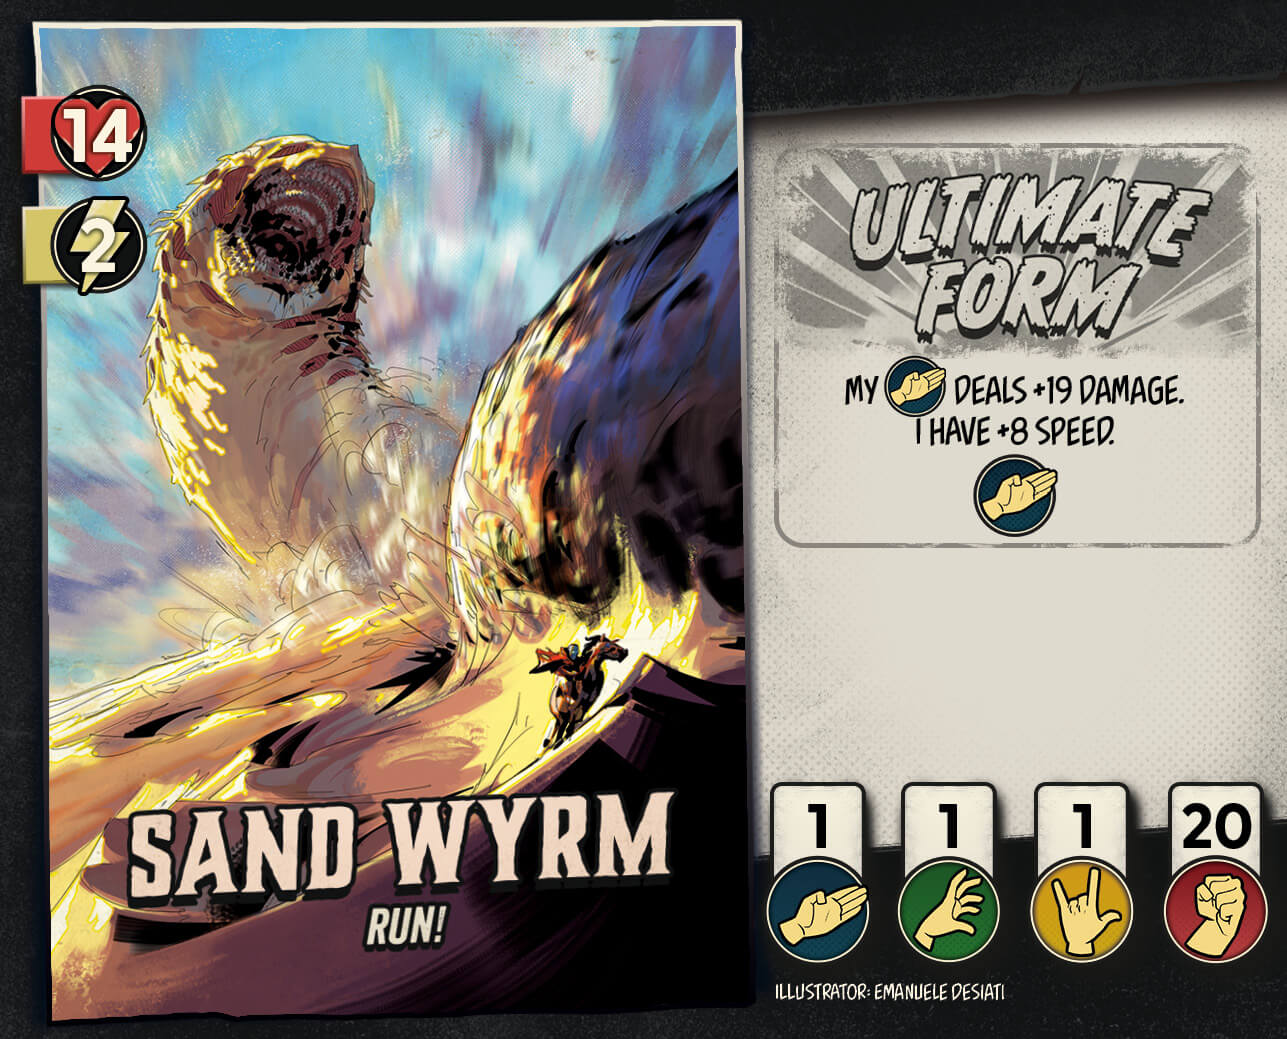 14
2
SAND WYRM
RUN!
ULTIMATE
FORM
MY DEALS +19 DAMAGE.
I HAVE +8 SPEED.
1 1 1 20
ILLUSTRATOR: EMANUELE DESIATI